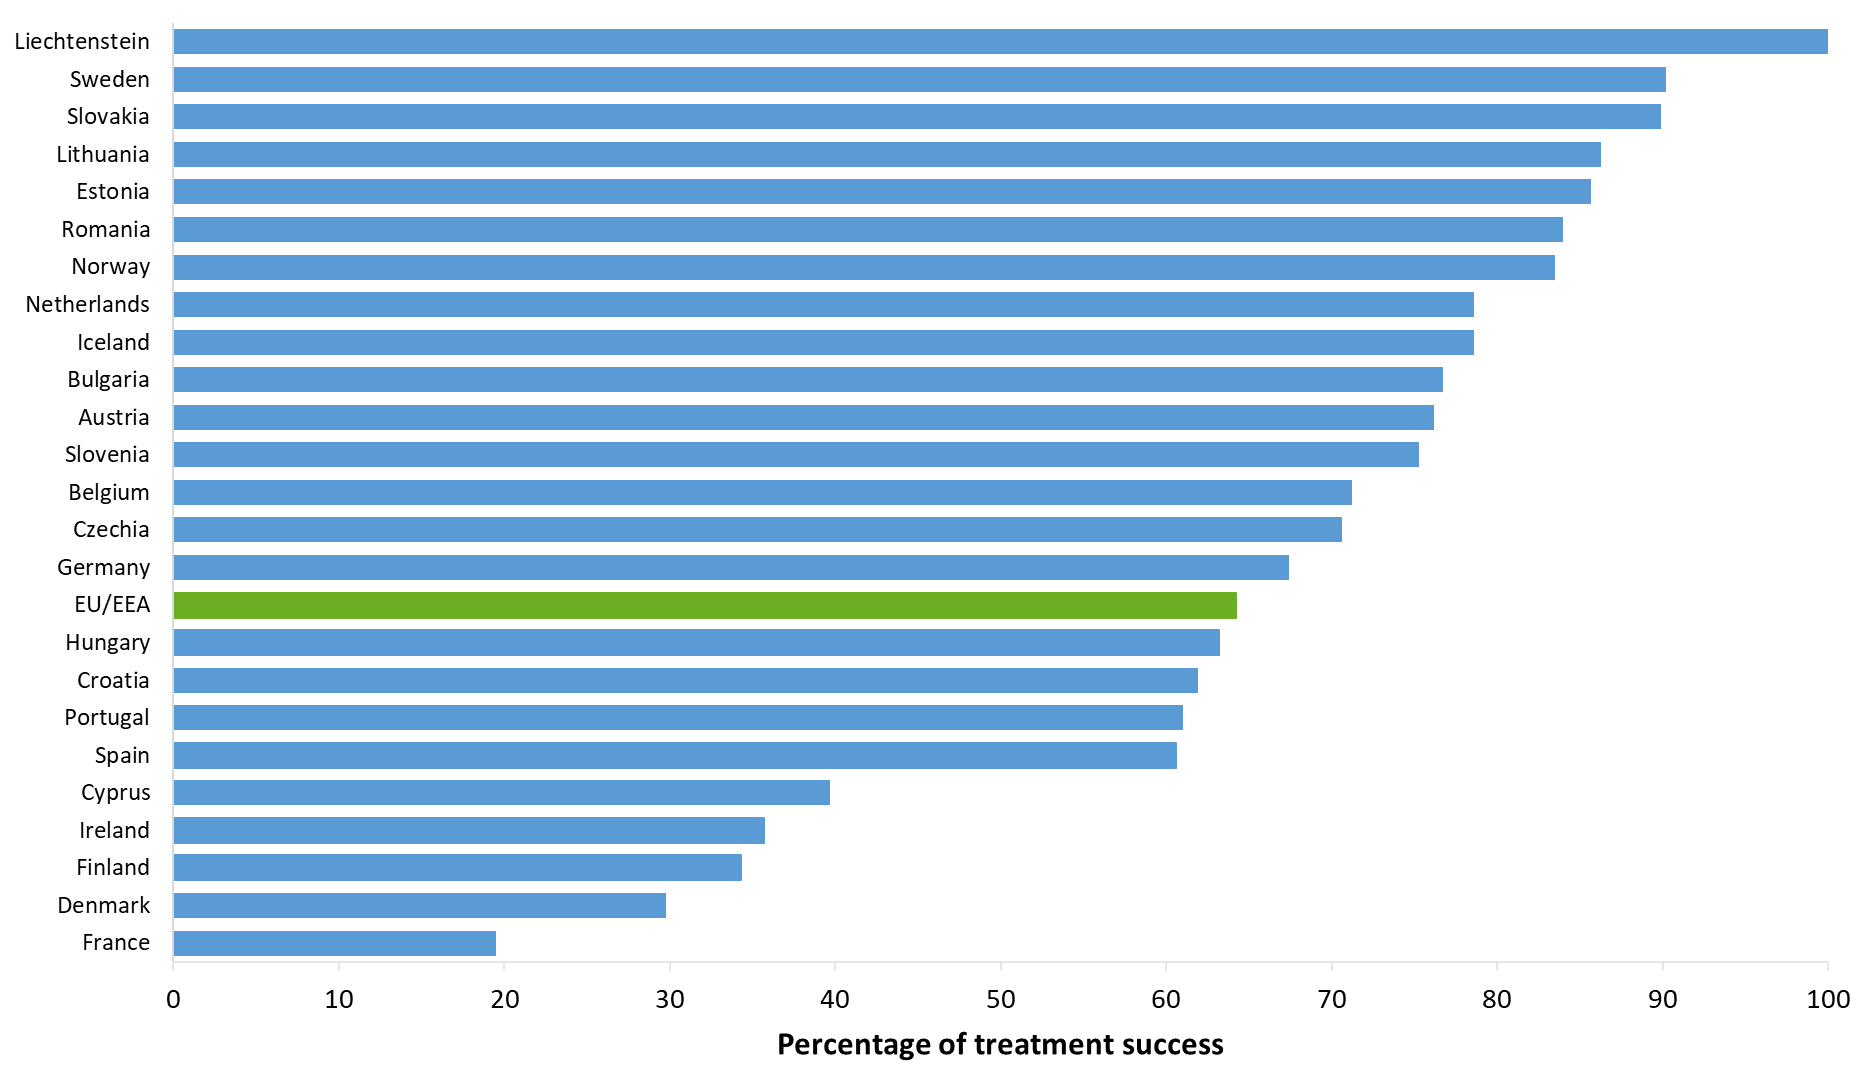 Liechtenstein
Sweden
Slovakia
Lithuania
Estonia
Romania
Norway
Netherlands
Iceland
Bulgaria
Austria
Slovenia
Belgium
Czechia
Germany
EU/EEA
Hungary
Croatia
Portugal
Spain
Cyprus
Ireland
Finland
Denmark
France
0 10 20 30 40 50 60 70 80 90 100
Percentage of treatment success